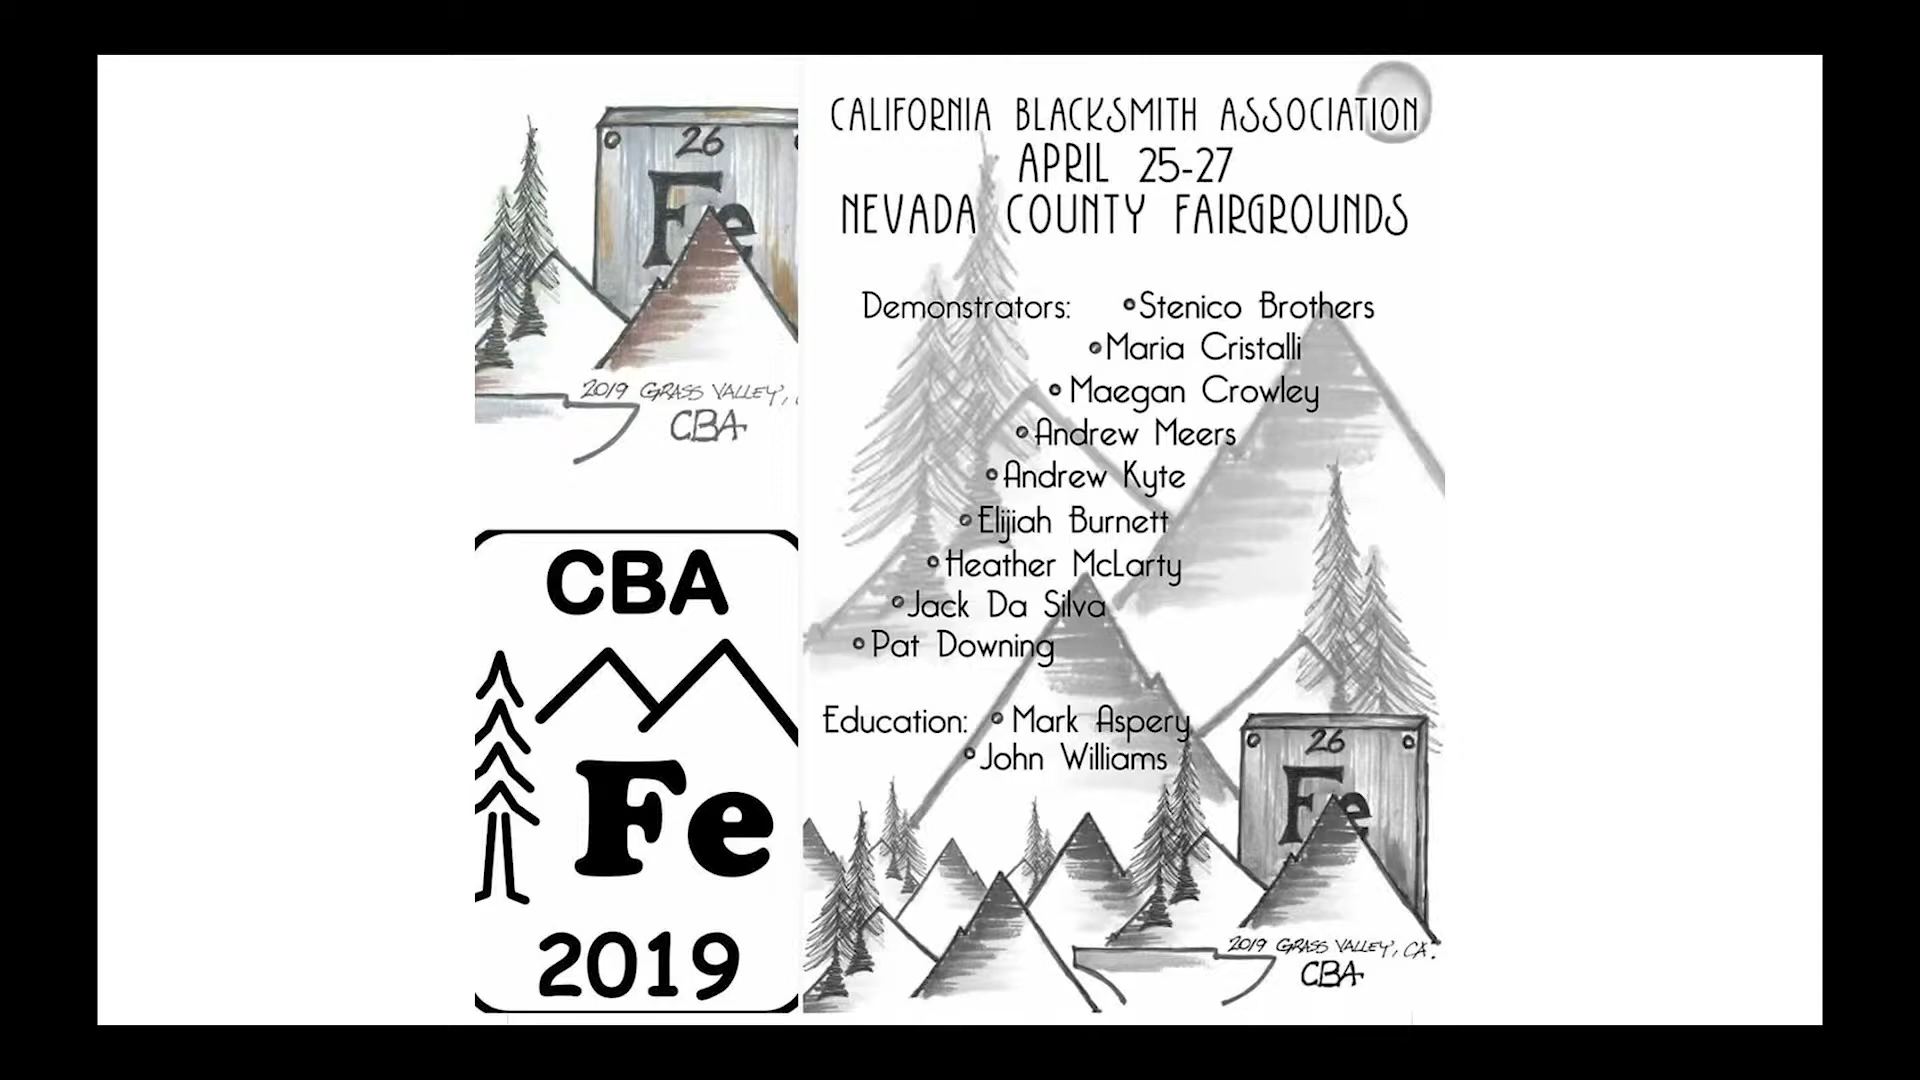 26
Fe
2019 GRASS VALLEY,
CBA
CBA
Fe
2019
CALIFORNIA BLACKSMITH ASSOCIATION
APRIL 25-27
NEVADA COUNTY FAIRGROUNDS
Demonstrators: •Stenico Brothers
•Maria Cristalli
•Maegan Crowley
•Andrew Meers
•Andrew Kyte
•Elijiah Burnett
•Heather McLarty
•Jack Da Silva
•Pat Downing
Education: •Mark Aspery
•John Williams
26
Fe
2019 GRASS VALLEY, CA.
CBA